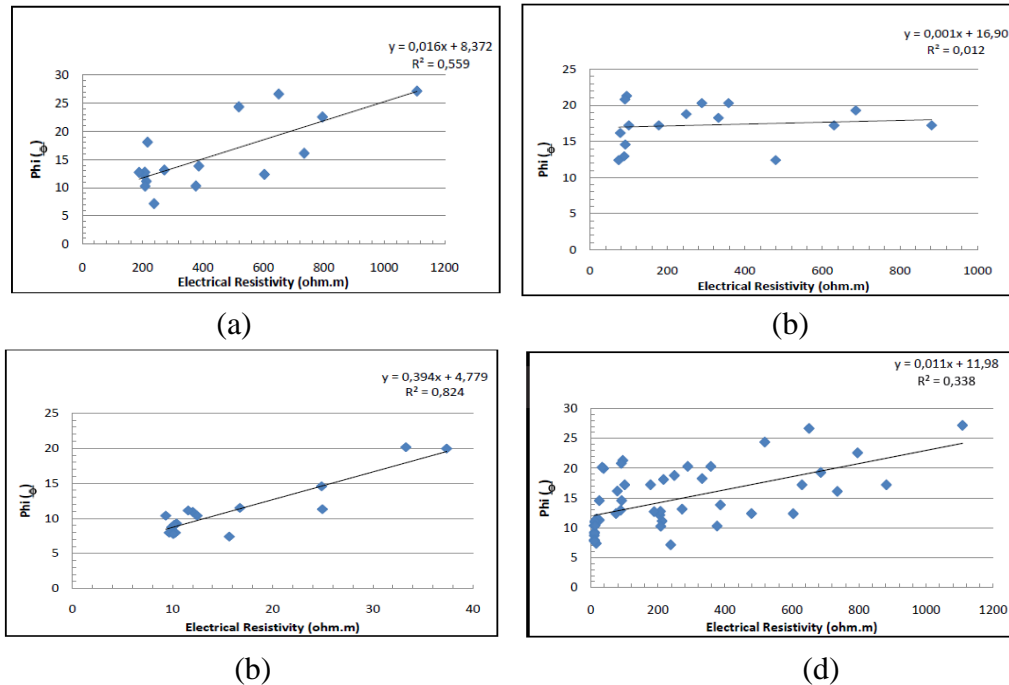 y = 0,016x + 8,372
R² = 0,559
30
25
20
15
10
5
0
Phi (φ)
0 200 400 600 800 1000 1200
Electrical Resistivity (ohm.m)
(a)
y = 0,001x + 16,90
R² = 0,012
25
20
15
10
5
0
Phi (φ)
0 200 400 600 800 1000
Electrical Resistivity (ohm.m)
(b)
y = 0,394x + 4,779
R² = 0,824
25
20
15
10
5
0
Phi (φ)
0 10 20 30 40
Electrical Resistivity (ohm.m)
(b)
y = 0,011x + 11,98
R² = 0,338
30
25
20
15
10
5
0
Phi (φ)
0 200 400 600 800 1000 1200
Electrical Resistivity (ohm.m)
(d)